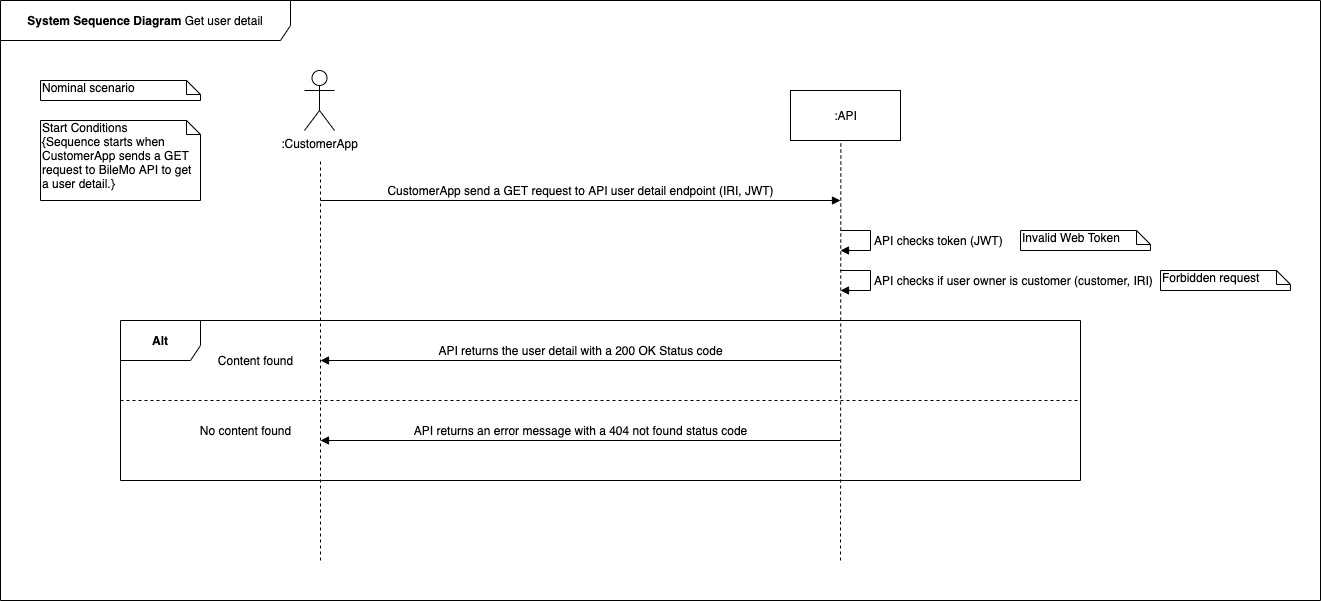 System Sequence Diagram Get user detail
Nominal scenario
Start Conditions
{Sequence starts when
CustomerApp sends a GET
request to BileMo API to get
a user detail.}
:CustomerApp
:API
CustomerApp send a GET request to API user detail endpoint (IRI, JWT)
API checks token (JWT)
Invalid Web Token
API checks if user owner is customer (customer, IRI)
Forbidden request
Alt
Content found
API returns the user detail with a 200 OK Status code
No content found
API returns an error message with a 404 not found status code